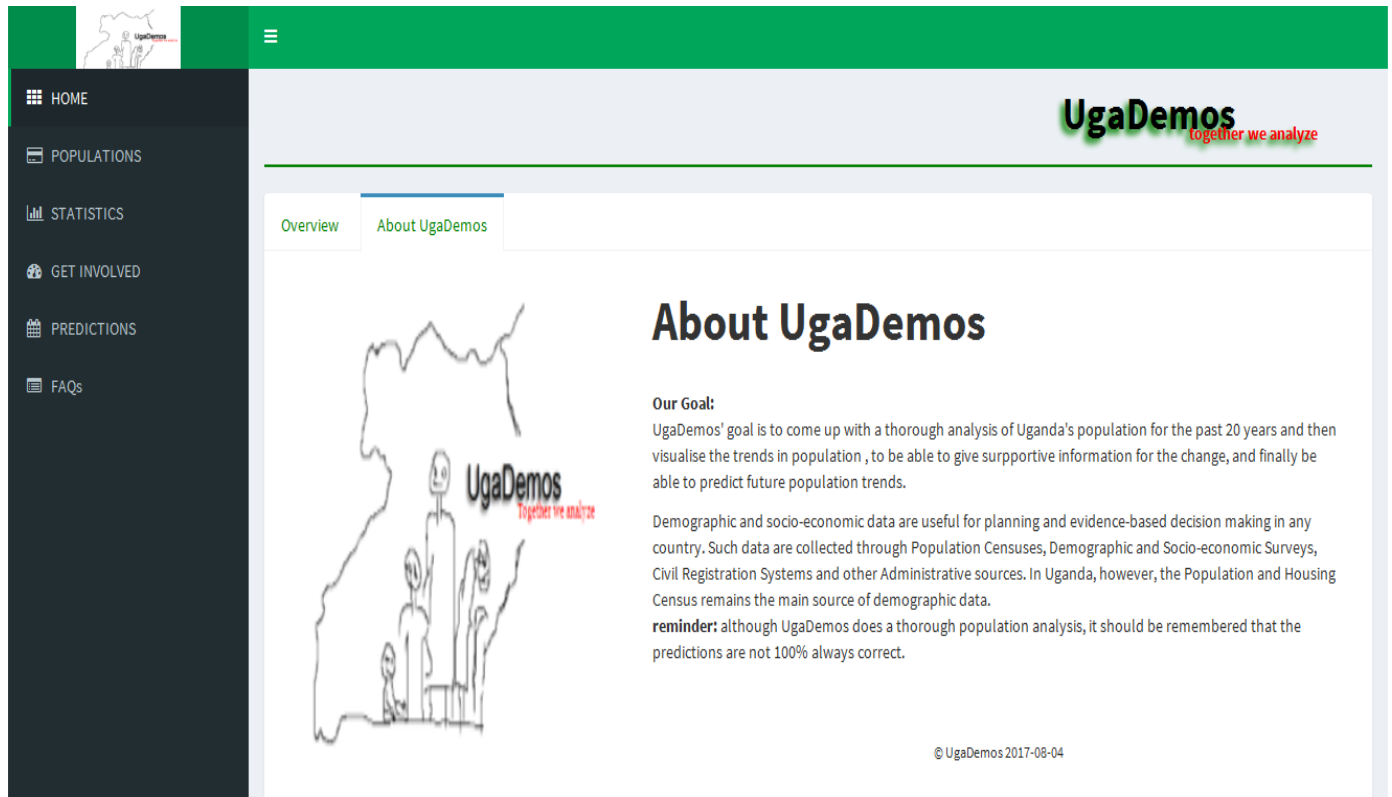 UgaDemos
HOME
POPULATIONS
STATISTICS
GET INVOLVED
PREDICTIONS
FAQs
UgaDemos
together we analyze
Overview
About UgaDemos
UgaDemos
Together we analyze
About UgaDemos
Our Goal:
UgaDemos' goal is to come up with a thorough analysis of Uganda's population for the past 20 years and then
visualise the trends in population , to be able to give surpportive information for the change, and finally be
able to predict future population trends.
Demographic and socio-economic data are useful for planning and evidence-based decision making in any
country. Such data are collected through Population Censuses, Demographic and Socio-economic Surveys,
Civil Registration Systems and other Administrative sources. In Uganda, however, the Population and Housing
Census remains the main source of demographic data.
reminder: although UgaDemos does a thorough population analysis, it should be remembered that the
predictions are not 100% always correct.
© UgaDemos 2017-08-04